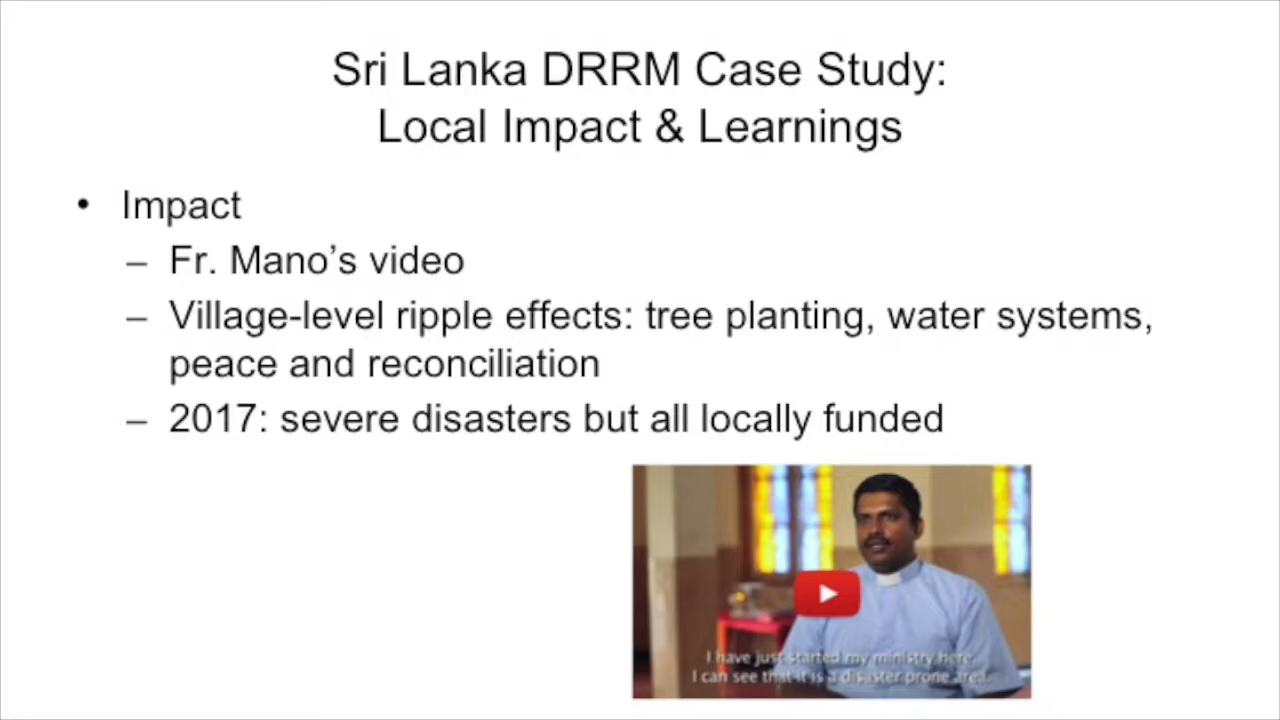 Sri Lanka DRRM Case Study:
Local Impact & Learnings
• Impact
– Fr. Mano’s video
– Village-level ripple effects: tree planting, water systems,
peace and reconciliation
– 2017: severe disasters but all locally funded
I have just started my ministry here.
I can see that it is a disaster prone area.